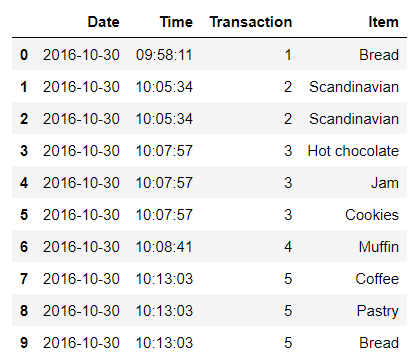 Date Time Transaction Item
0 2016-10-30 09:58:11 1 Bread
1 2016-10-30 10:05:34 2 Scandinavian
2 2016-10-30 10:05:34 2 Scandinavian
3 2016-10-30 10:07:57 3 Hot chocolate
4 2016-10-30 10:07:57 3 Jam
5 2016-10-30 10:07:57 3 Cookies
6 2016-10-30 10:08:41 4 Muffin
7 2016-10-30 10:13:03 5 Coffee
8 2016-10-30 10:13:03 5 Pastry
9 2016-10-30 10:13:03 5 Bread